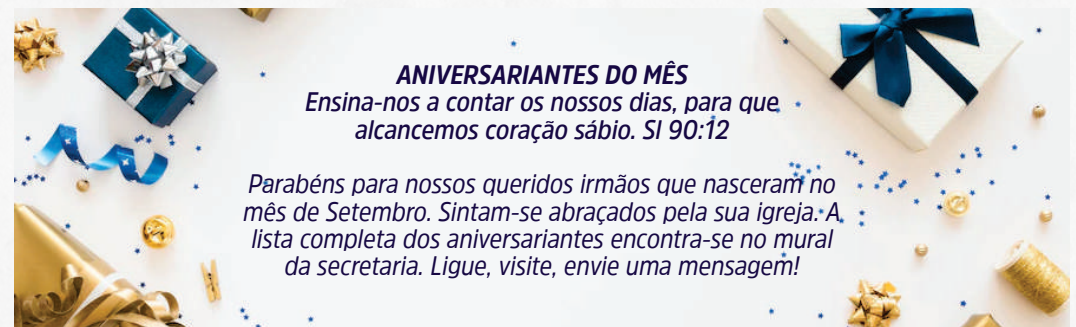 ANIVERSARIANTES DO MÊS
Ensina-nos a contar os nossos dias, para que
alcancemos coração sábio. Sl 90:12
Parabéns para nossos queridos irmãos que nasceram no
mês de Setembro. Sintam-se abraçados pela sua igreja. A
lista completa dos aniversariantes encontra-se no mural
da secretaria. Ligue, visite, envie uma mensagem!